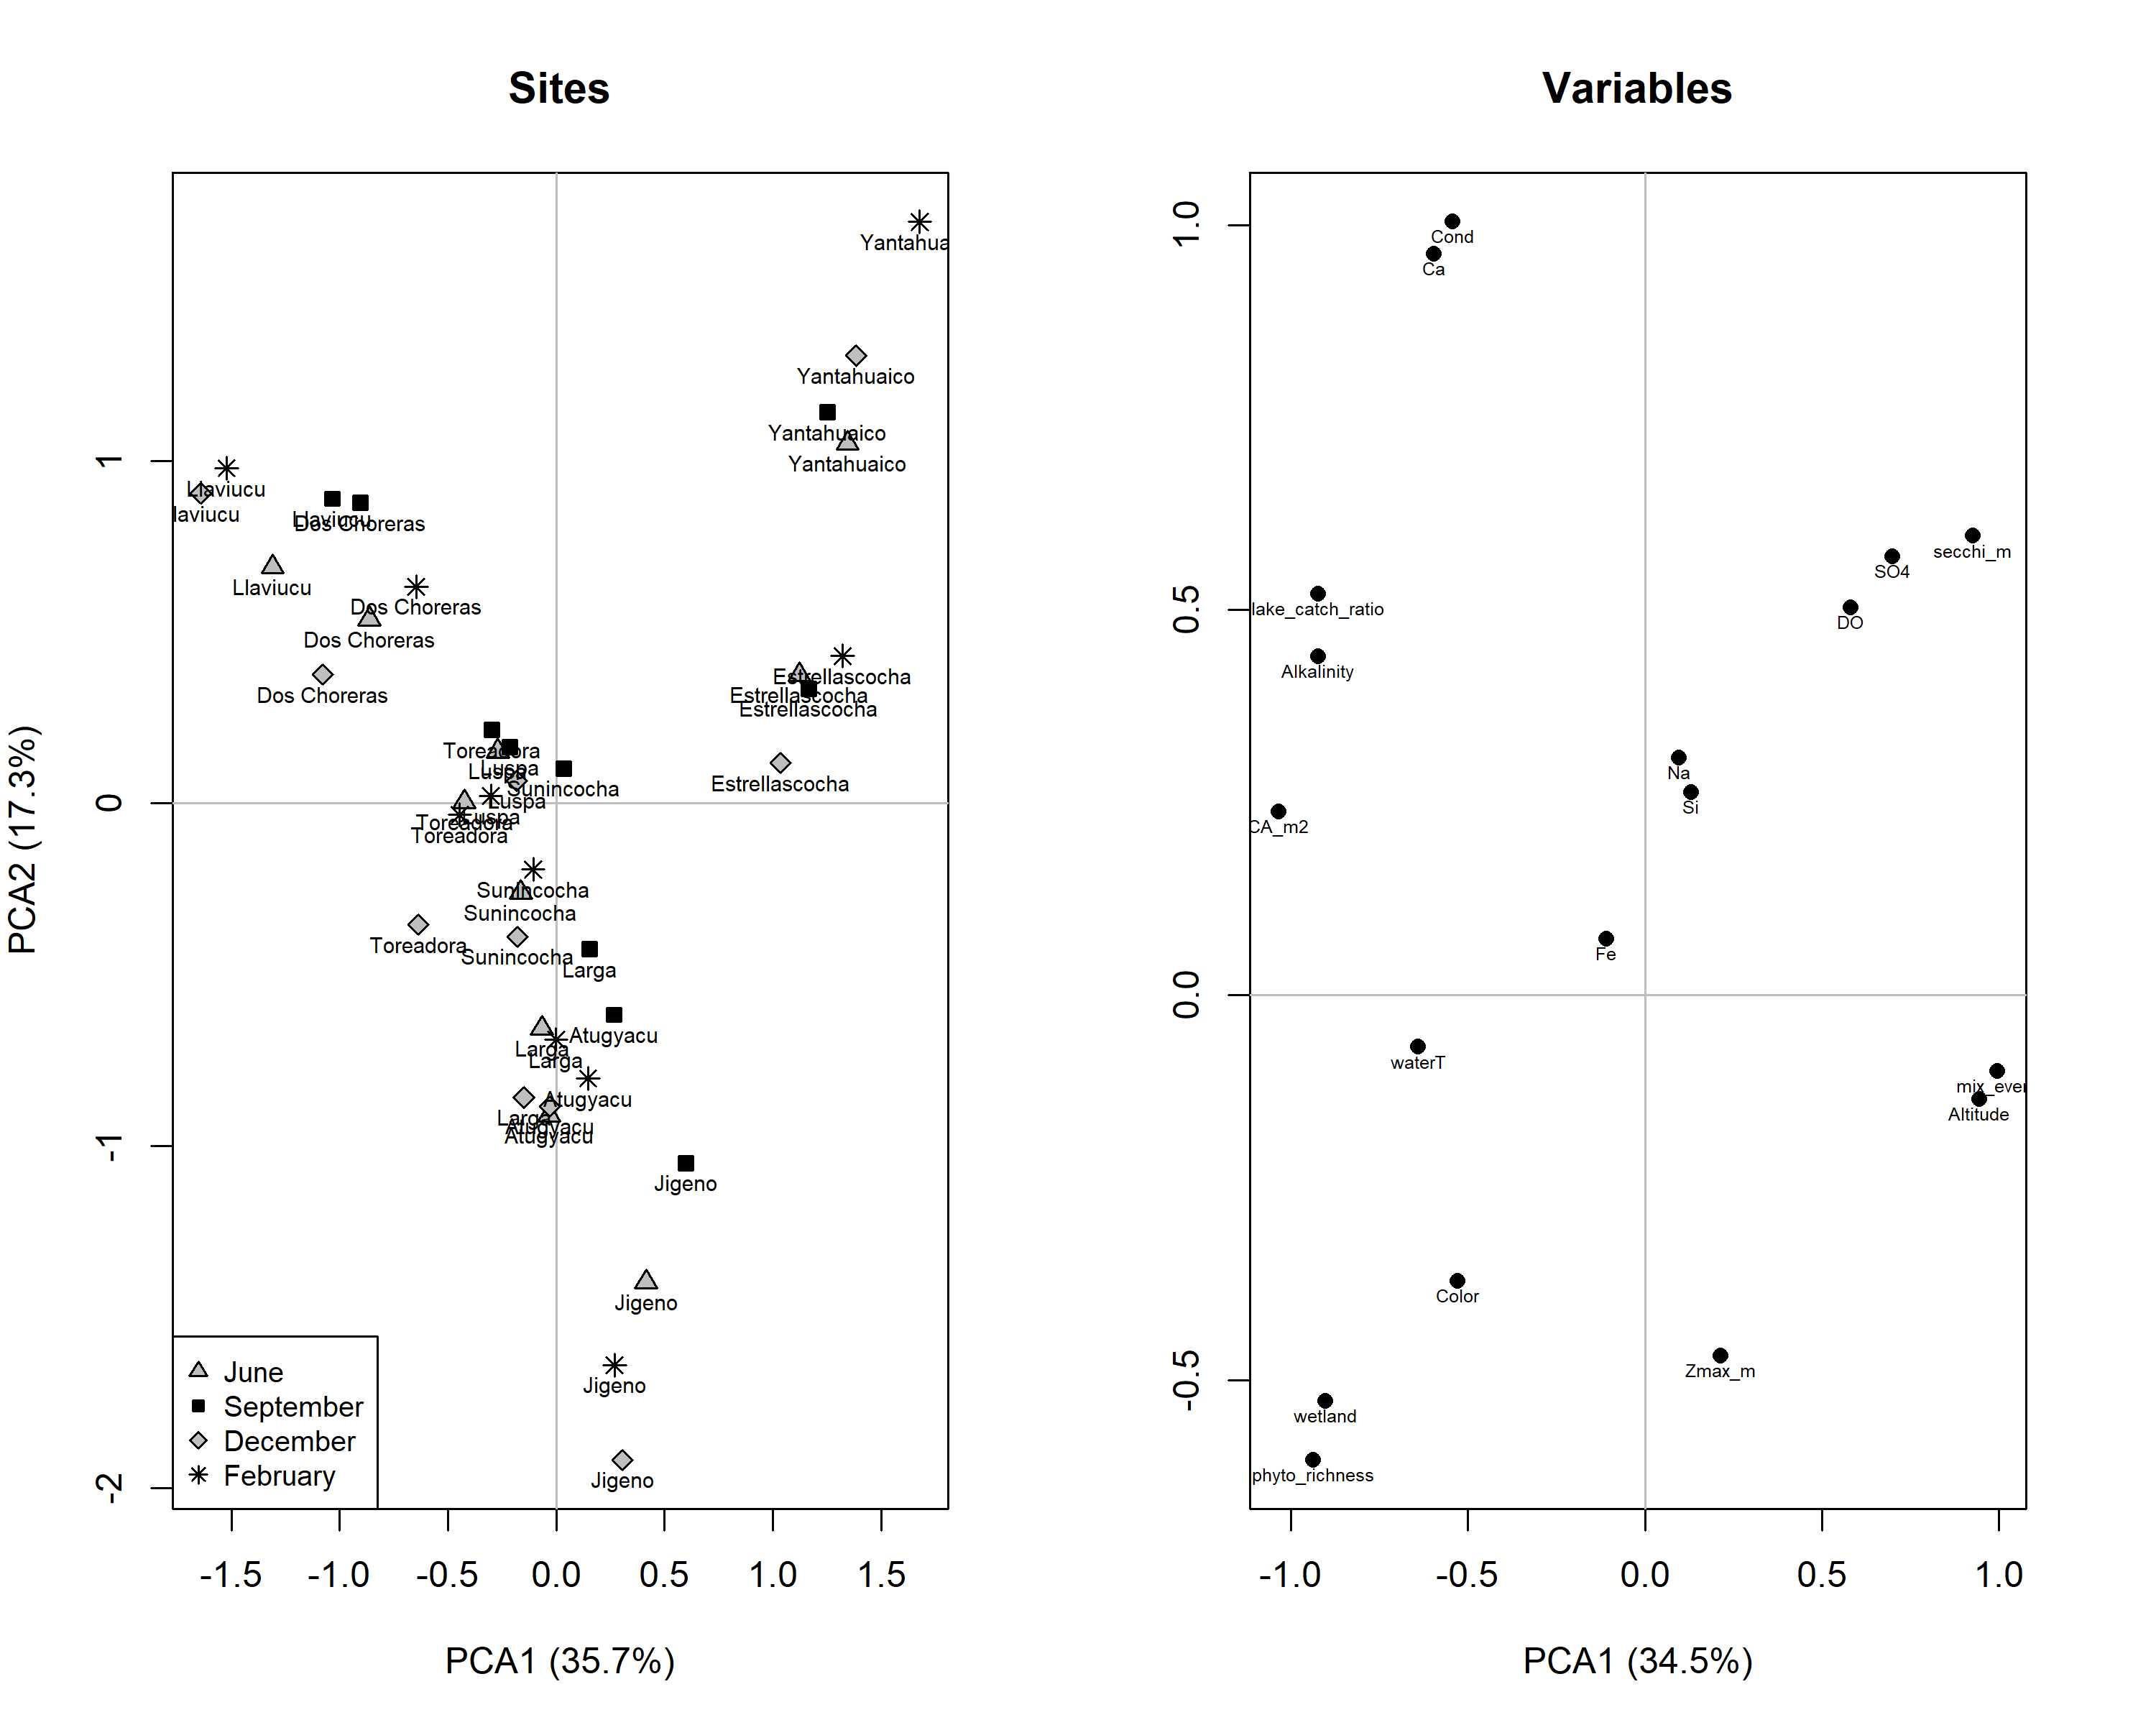 Sites
PCA2 (17.3%)
1
0
-1
-2
Yantahua
Yantahuaico
Yantahuaico
Yantahuaico
Llaviucu
laviucu
Llaviucu
Dos Choreras
Llaviucu
Dos Choreras
Dos Choreras
Dos Choreras
Estrellascocha
Estrellascocha
Estrellascocha
Estrellascocha
Toreadora
Luspa
Luspa
Sunincocha
Luspa
Luspa
Toreadora
Toreadora
Sunincocha
Sunincocha
Toreadora
Sunincocha
Larga
Atugyacu
Larga
Larga
Atugyacu
Larga
Atugyacu
Atugyacu
Jigeno
Jigeno
Jigeno
Jigeno
June
September
December
February
-1.5 -1.0 -0.5 0.0 0.5 1.0 1.5
PCA1 (35.7%)
Variables
1.0
0.5
0.0
-0.5
Cond
Ca
secchi_m
SO4
lake_catch_ratio
DO
Alkalinity
Na
Si
CA_m2
Fe
waterT
mix_ever
Altitude
Color
Zmax_m
wetland
phyto_richness
-1.0 -0.5 0.0 0.5 1.0
PCA1 (34.5%)